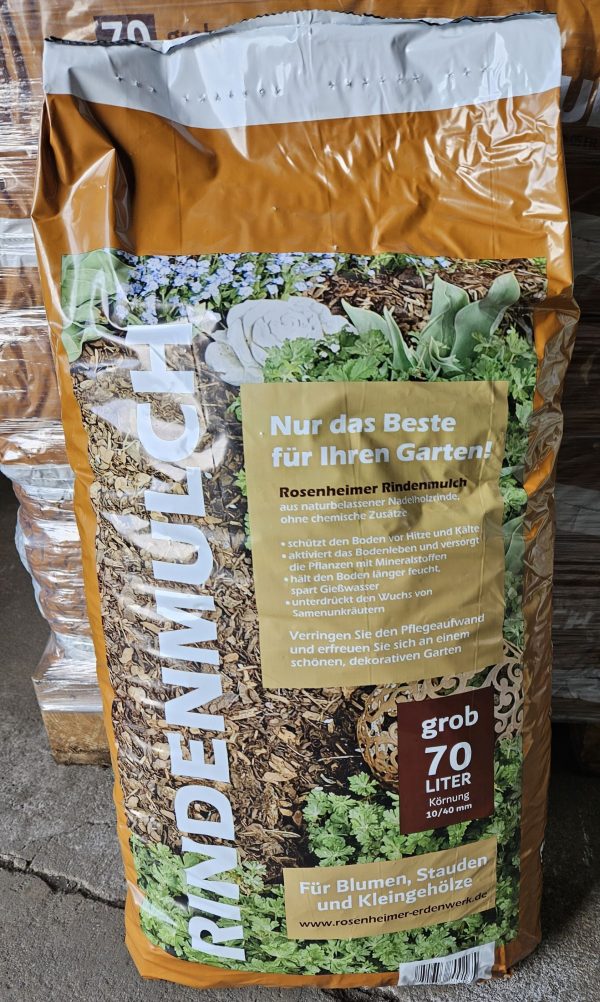 70 grob
RINDENMULCH
Nur das Beste
für Ihren Garten!
Rosenheimer Rindenmulch
aus naturbelassener Nadelholzrinde,
ohne chemische Zusätze
• schützt den Boden vor Hitze und Kälte
• aktiviert das Bodenleben und versorgt
die Pflanzen mit Mineralstoffen
• hält den Boden länger feucht,
spart Gießwasser
• unterdrückt den Wuchs von
Samenunkräutern
Verringen Sie den Pflegeaufwand
und erfreuen Sie sich an einem
schönen, dekorativen Garten
grob
70
LITER
Körnung
10/40 mm
Für Blumen, Stauden
und Kleingehölze
www.rosenheimer-erdenwerk.de